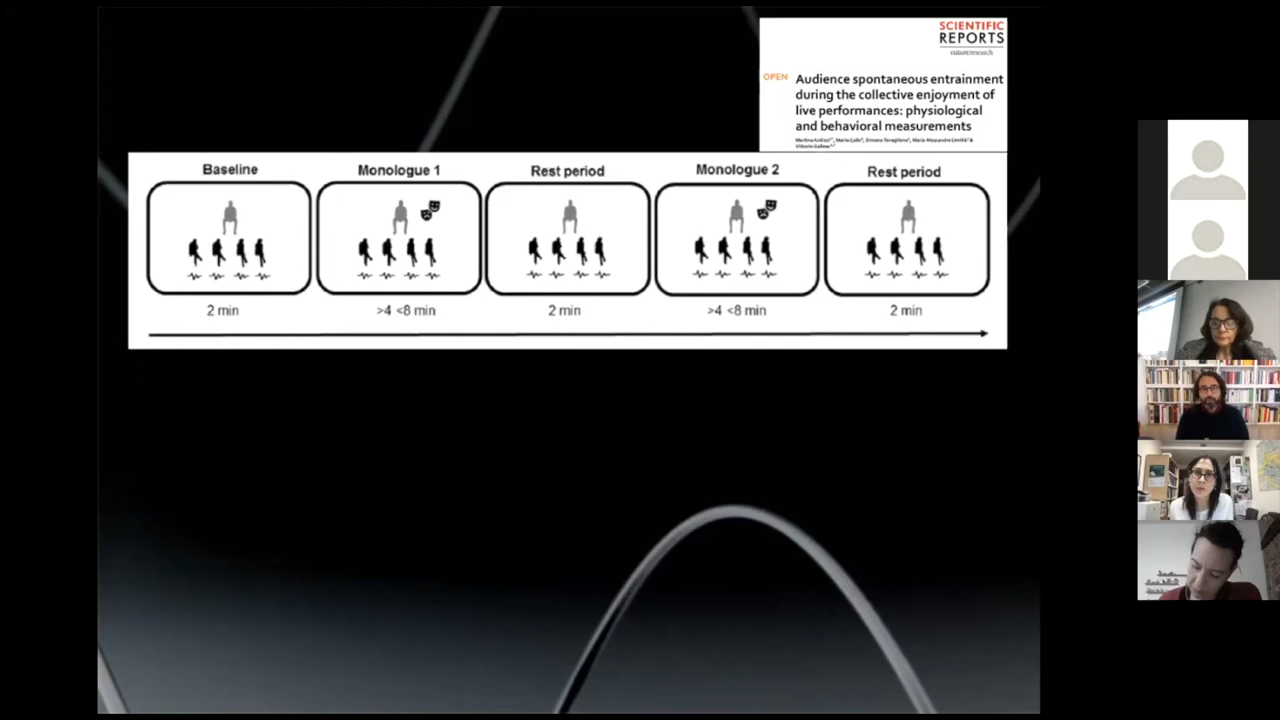 SCIENTIFIC
REPORTS
natureresearch
OPEN
Audience spontaneous entrainment
during the collective enjoyment of
live performances: physiological
and behavioral measurements
Baseline
Monologue 1
Rest period
Monologue 2
Rest period
2 min
>4 <8 min
2 min
>4 <8 min
2 min